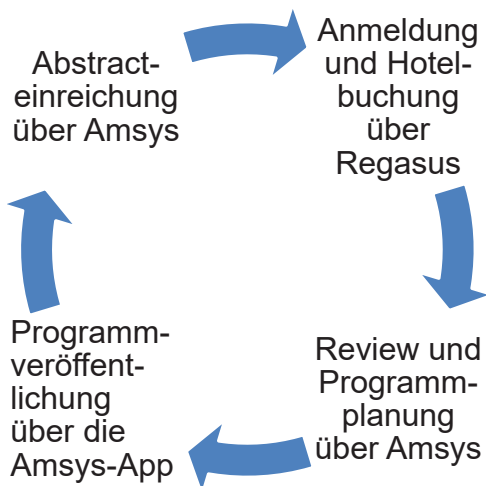 Abstract-
einreichung
über Amsys
Anmeldung
und Hotel-
buchung
über
Regasus
Review und
Programm-
planung
über Amsys
Programm-
veröffent-
lichung
über die
Amsys-App